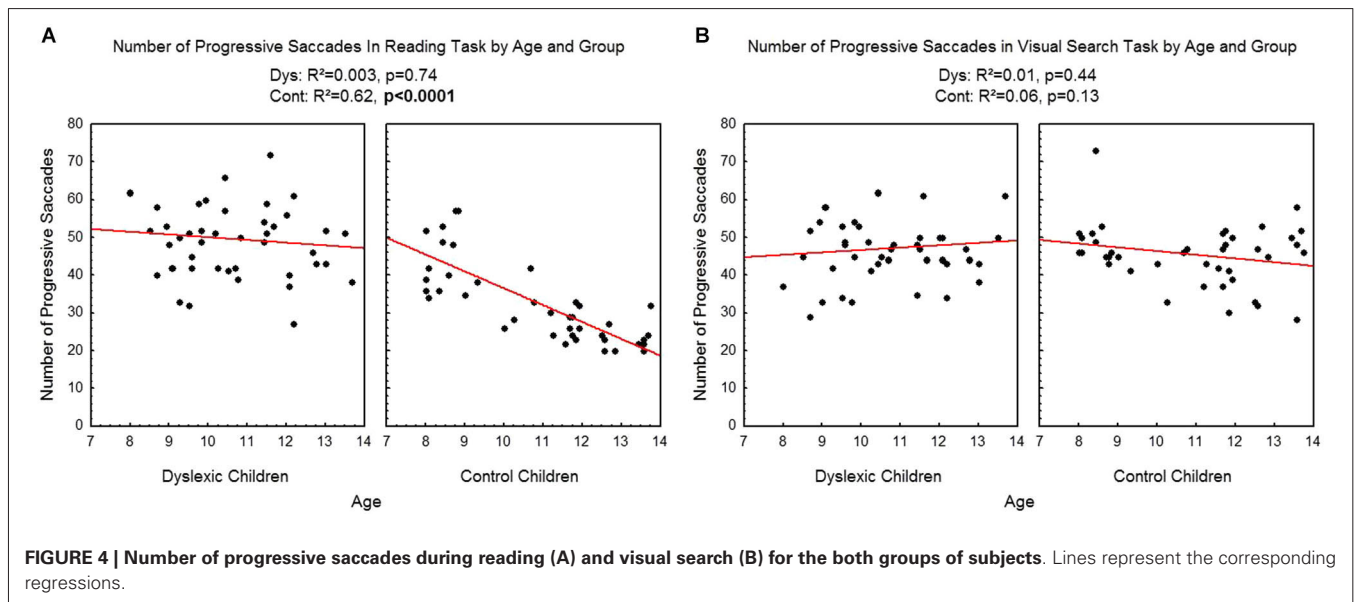 A
Number of Progressive Saccades In Reading Task by Age and Group
Dys: R²=0.003, p=0.74
Cont: R²=0.62, p<0.0001
Number of Progressive Saccades
80
70
60
50
40
30
20
10
0
7 8 9 10 11 12 13 14
7 8 9 10 11 12 13 14
Dyslexic Children
Control Children
Age
B
Number of Progressive Saccades in Visual Search Task by Age and Group
Dys: R²=0.01, p=0.44
Cont: R²=0.06, p=0.13
Number of Progressive Saccades
80
70
60
50
40
30
20
10
0
7 8 9 10 11 12 13 14
7 8 9 10 11 12 13 14
Dyslexic Children
Control Children
Age
FIGURE 4 | Number of progressive saccades during reading (A) and visual search (B) for the both groups of subjects. Lines represent the corresponding
regressions.